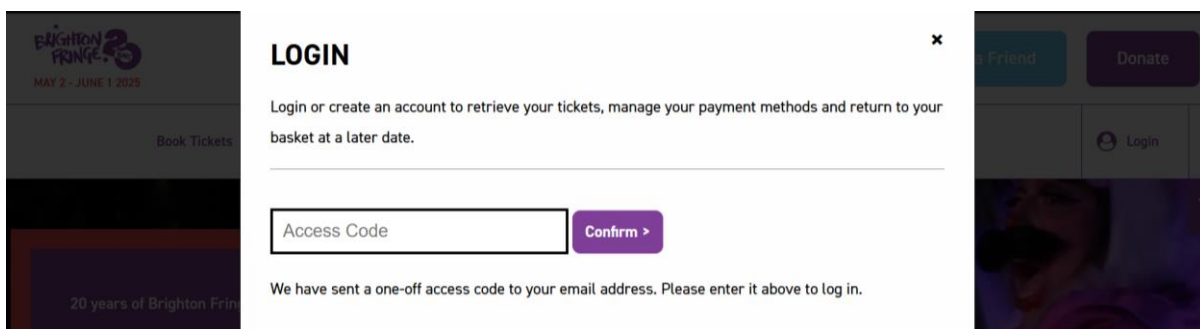 BRIGHTON
FRINGE
MAY 2 - JUNE 1 2025
LOGIN
×
s Friend
Donate
Login or create an account to retrieve your tickets, manage your payment methods and return to your
basket at a later date.
Book Tickets
Login
Access Code
Confirm >
We have sent a one-off access code to your email address. Please enter it above to log in.
20 years of Brighton Frin